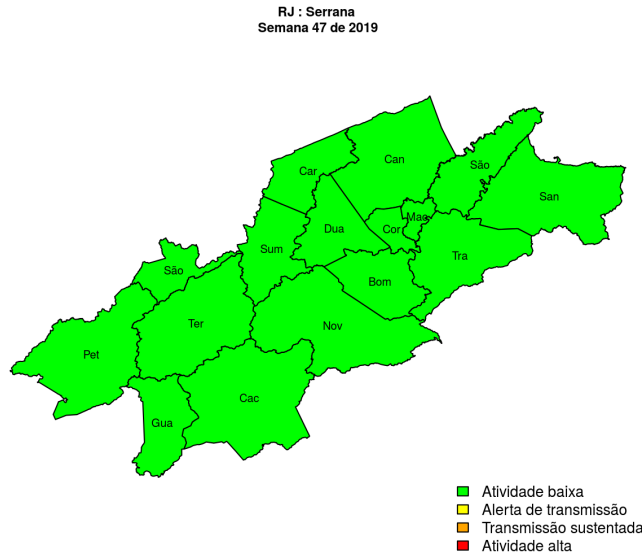 RJ : Serrana
Semana 47 de 2019
Can
São
Car
San
Mac
Dua
Cor
Sum
Tra
São
Bom
Ter
Nov
Pet
Cac
Gua
Atividade baixa
Alerta de transmissão
Transmissão sustentada
Atividade alta